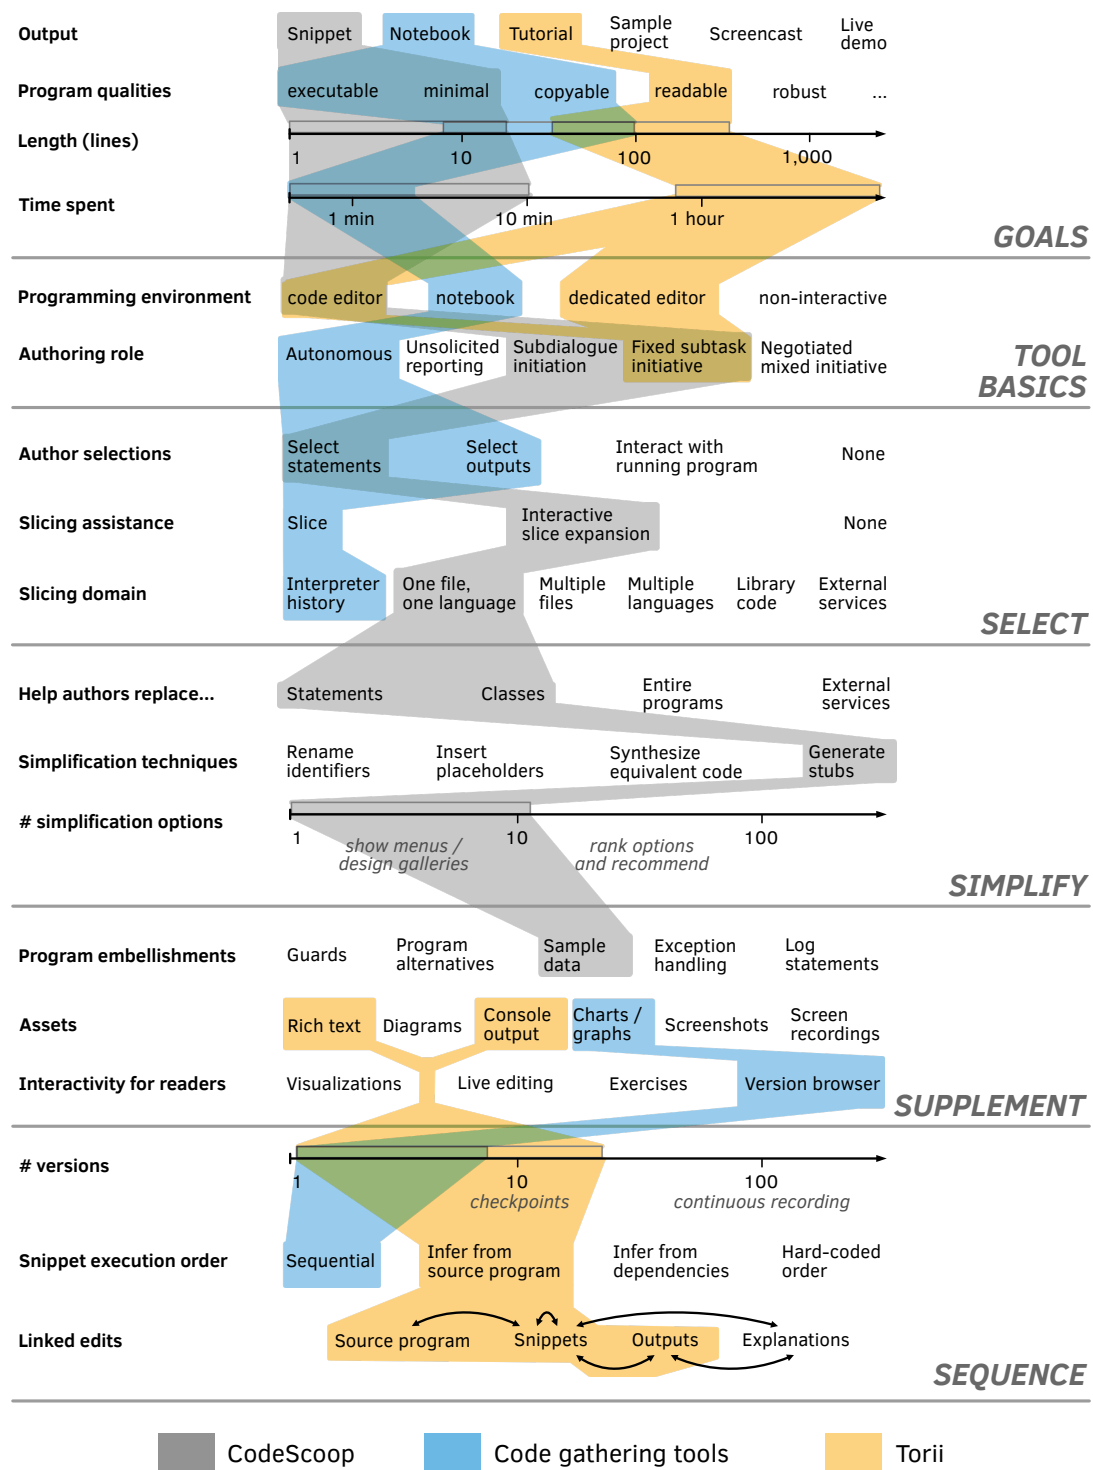 Output
Snippet
Notebook
Tutorial
Sample
project
Screencast
Live
demo
Program qualities
executable
minimal
copyable
readable
robust
...
Length (lines)
1
10
100
1,000
Time spent
1 min
10 min
1 hour
GOALS
Programming environment
code editor
notebook
dedicated editor
non-interactive
Authoring role
Autonomous
Unsolicited
reporting
Subdialogue
initiation
Fixed subtask
initiative
Negotiated
mixed initiative
TOOL
BASICS
Author selections
Select
statements
Select
outputs
Interact with
running program
None
Slicing assistance
Slice
Interactive
slice expansion
None
Slicing domain
Interpreter
history
One file,
one language
Multiple
files
Multiple
languages
Library
code
External
services
SELECT
Help authors replace...
Statements
Classes
Entire
programs
External
services
Simplification techniques
Rename
identifiers
Insert
placeholders
Synthesize
equivalent code
Generate
stubs
# simplification options
1
10
100
show menus /
design galleries
rank options
and recommend
SIMPLIFY
Program embellishments
Guards
Program
alternatives
Sample
data
Exception
handling
Log
statements
Assets
Rich text
Diagrams
Console
output
Charts /
graphs
Screenshots
Screen
recordings
Interactivity for readers
Visualizations
Live editing
Exercises
Version browser
SUPPLEMENT
# versions
1
10
100
checkpoints
continuous recording
Snippet execution order
Sequential
Infer from
source program
Infer from
dependencies
Hard-coded
order
Linked edits
Source program
Snippets
Outputs
Explanations
SEQUENCE
CodeScoop
Code gathering tools
Torii